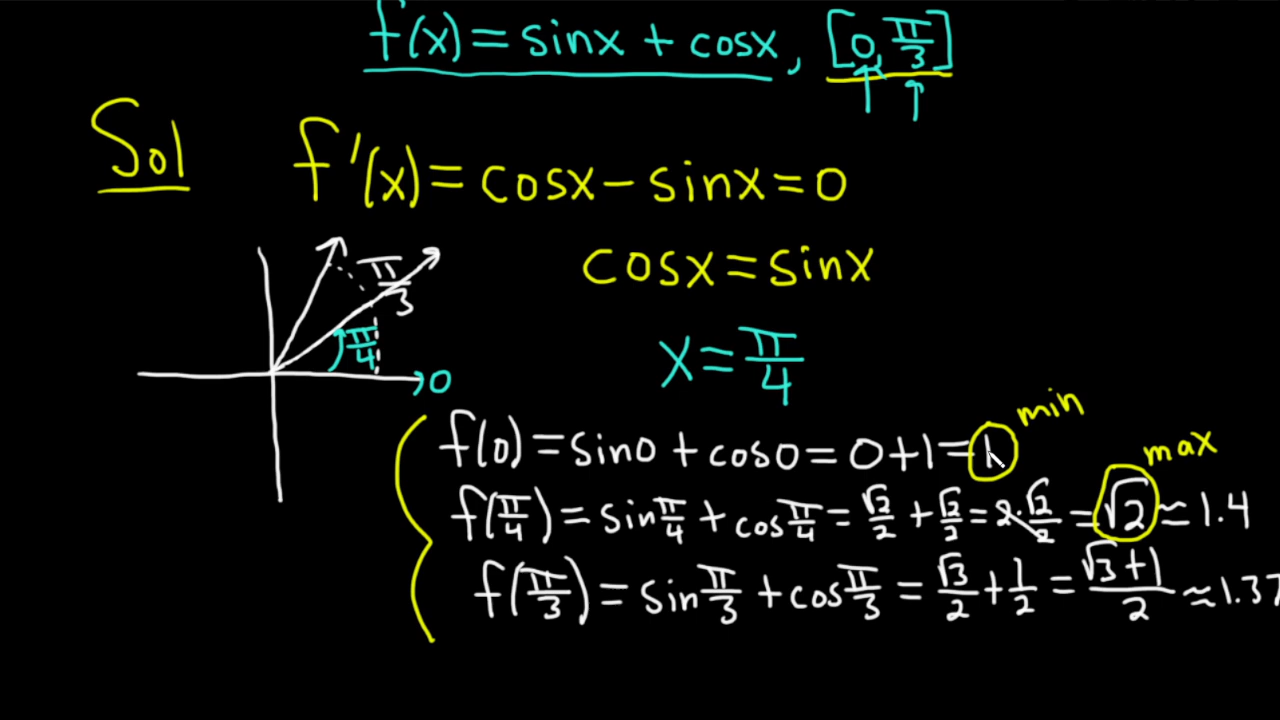 f(x) = sinx + cosx, [0, π/3]
Sol f'(x) = cosx - sinx = 0
cosx = sinx
π/3
π/4
0
x = π/4
min
f(0) = sin0 + cos0 = 0+1 = 1
max
f(π/4) = sin π/4 + cos π/4 = √2/2 + √2/2 = 2·√2/2 = √2 ≈ 1.4
f(π/3) = sin π/3 + cos π/3 = √3/2 + 1/2 = (√3+1)/2 ≈ 1.37